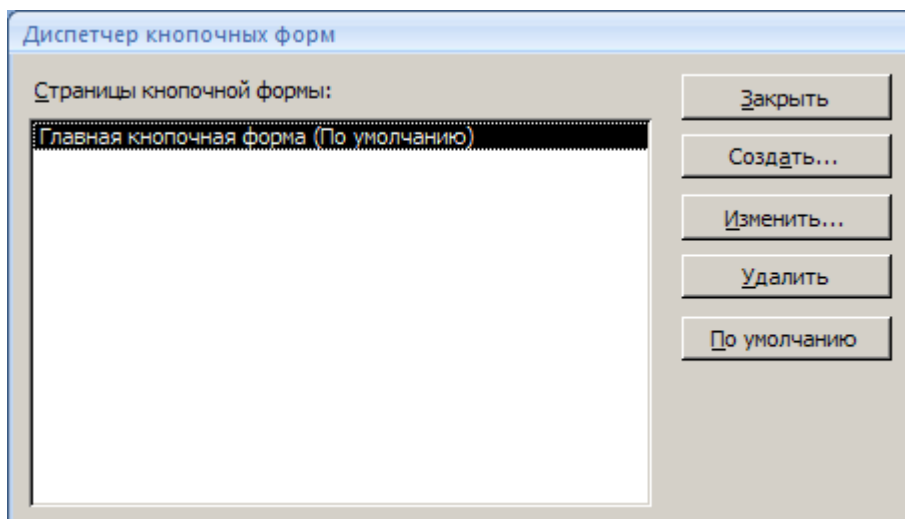 Диспетчер кнопочных форм
Страницы кнопочной формы:
Главная кнопочная форма (По умолчанию)
Закрыть
Создать...
Изменить...
Удалить
По умолчанию